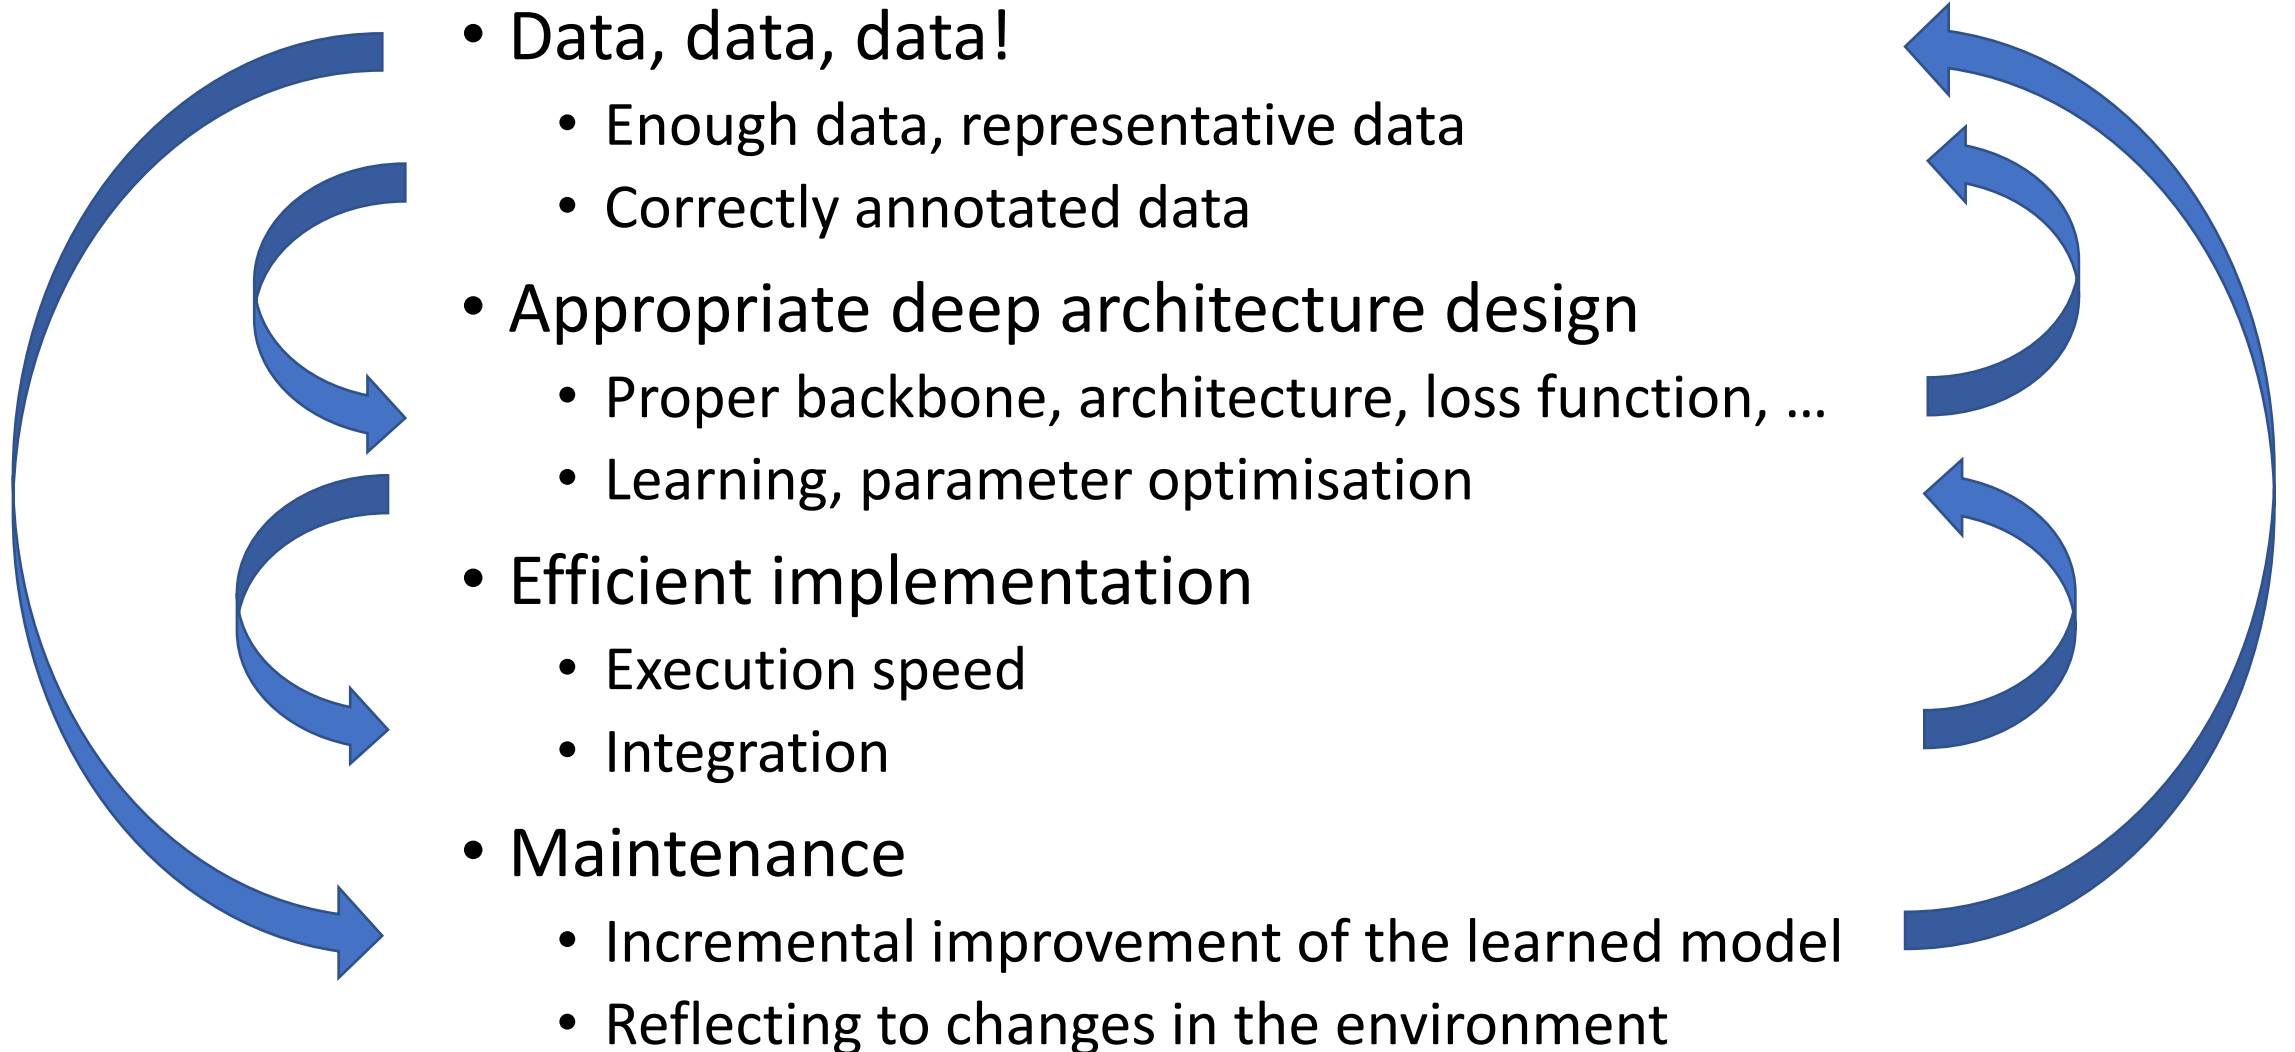 • Data, data, data!
• Enough data, representative data
• Correctly annotated data
• Appropriate deep architecture design
• Proper backbone, architecture, loss function, …
• Learning, parameter optimisation
• Efficient implementation
• Execution speed
• Integration
• Maintenance
• Incremental improvement of the learned model
• Reflecting to changes in the environment